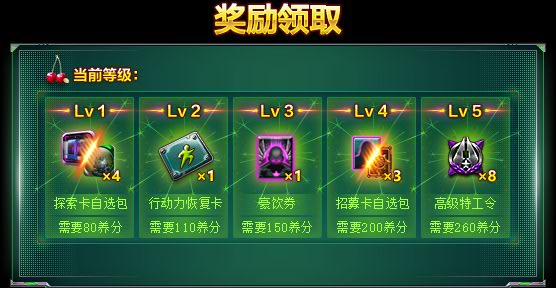 奖励领取
当前等级：
Lv 1 Lv 2 Lv 3 Lv 4 Lv 5
×4 ×1 ×1 ×3 ×8
探索卡自选包 行动力恢复卡 豪饮券 招募卡自选包 高级特工令
需要80养分 需要110养分 需要150养分 需要200养分 需要260养分